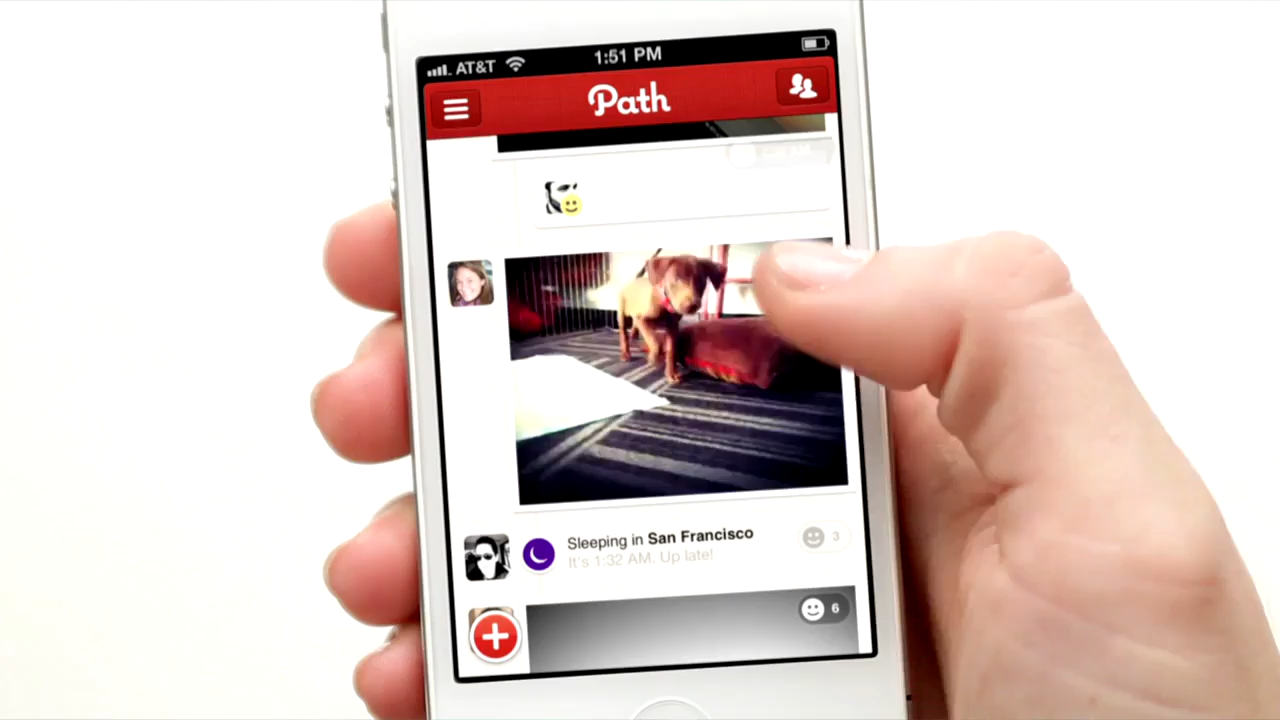 AT&T 1:51 PM
Path
Sleeping in San Francisco
It's 1:32 AM. Up late!
3
6